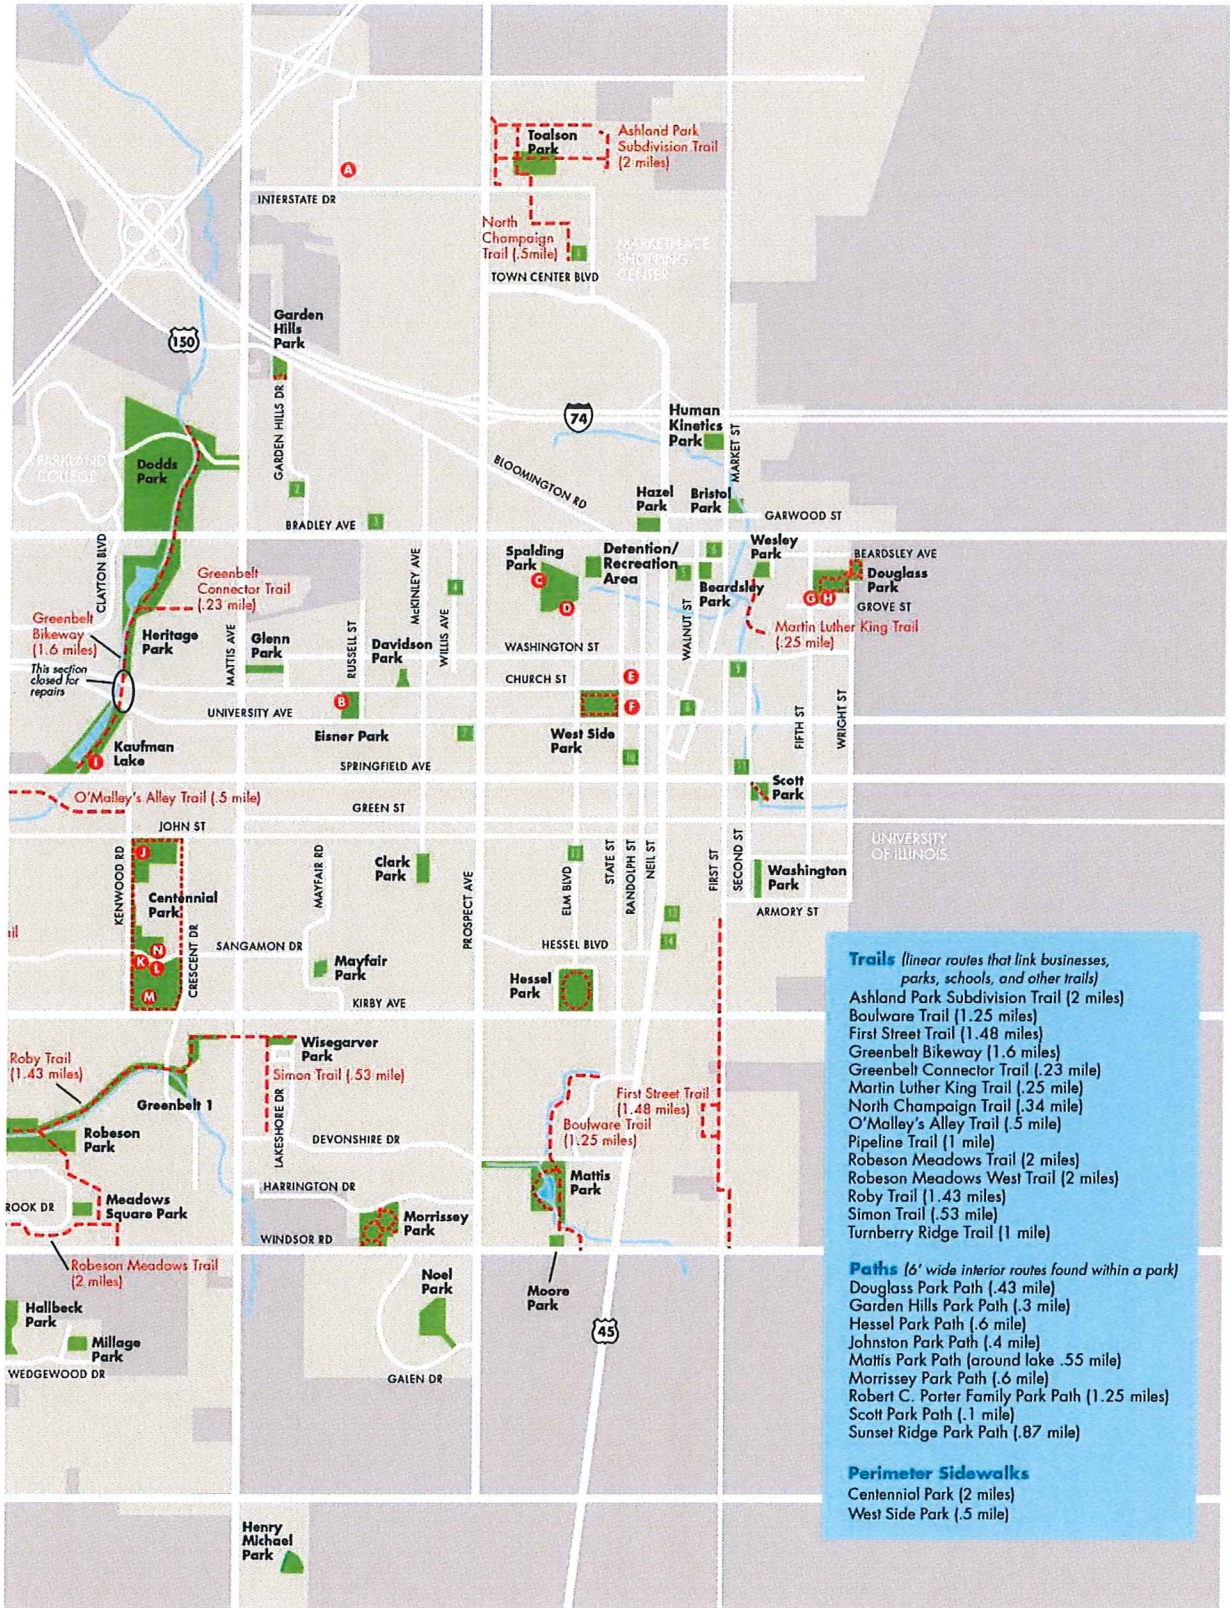 Toalson
Park
Ashland Park
Subdivision Trail
(2 miles)
A
INTERSTATE DR
North
Champaign
Trail (.5mile)
MARKETPLACE
SHOPPING
CENTER
TOWN CENTER BLVD
Garden
Hills
Park
150
GARDEN HILLS DR
74
Human
Kinetics
Park
MARKET ST
PARKLAND
COLLEGE
Dodds
Park
BLOOMINGTON RD
2
3
BRADLEY AVE
Hazel
Park
Bristol
Park
GARWOOD ST
CLAYTON BLVD
Spalding
Park
Detention/
Recreation
Area
6
Wesley
Park
BEARDSLEY AVE
Douglass
Park
Greenbelt
Connector Trail
(.23 mile)
McKINLEY AVE
4
C
D
5
Beardsley
Park
G
H
GROVE ST
Greenbelt
Bikeway
(1.6 miles)
Heritage
Park
MATTIS AVE
Glenn
Park
RUSSELL ST
Davidson
Park
WILLIS AVE
WASHINGTON ST
WALNUT ST
Martin Luther King Trail
(.25 mile)
This section
closed for
repairs
CHURCH ST
E
9
B
F
8
UNIVERSITY AVE
Eisner Park
7
West Side
Park
FIFTH ST
WRIGHT ST
Kaufman
Lake
I
SPRINGFIELD AVE
10
11
Scott
Park
O'Malley's Alley Trail (.5 mile)
GREEN ST
JOHN ST
UNIVERSITY
OF ILLINOIS
J
KENWOOD RD
MAYFAIR RD
Clark
Park
12
ELM BLVD
STATE ST
RANDOLPH ST
NEIL ST
FIRST ST
SECOND ST
Washington
Park
Centennial
Park
PROSPECT AVE
13
ARMORY ST
ail
CRESCENT DR
N
K
L
M
SANGAMON DR
HESSEL BLVD
14
Mayfair
Park
Hessel
Park
KIRBY AVE
Roby Trail
(1.43 miles)
Wisegarver
Park
Simon Trail (.53 mile)
Greenbelt 1
LAKESHORE DR
First Street Trail
(1.48 miles)
Boulware Trail
(1.25 miles)
Robeson
Park
DEVONSHIRE DR
HARRINGTON DR
Mattis
Park
ROOK DR
Meadows
Square Park
Morrissey
Park
WINDSOR RD
Robeson Meadows Trail
(2 miles)
Noel
Park
Moore
Park
Hallbeck
Park
Millage
Park
45
WEDGEWOOD DR
GALEN DR
Henry
Michael
Park
Trails (linear routes that link businesses,
parks, schools, and other trails)
Ashland Park Subdivision Trail (2 miles)
Boulware Trail (1.25 miles)
First Street Trail (1.48 miles)
Greenbelt Bikeway (1.6 miles)
Greenbelt Connector Trail (.23 mile)
Martin Luther King Trail (.25 mile)
North Champaign Trail (.34 mile)
O'Malley's Alley Trail (.5 mile)
Pipeline Trail (1 mile)
Robeson Meadows Trail (2 miles)
Robeson Meadows West Trail (2 miles)
Roby Trail (1.43 miles)
Simon Trail (.53 mile)
Turnberry Ridge Trail (1 mile)
Paths (6' wide interior routes found within a park)
Douglass Park Path (.43 mile)
Garden Hills Park Path (.3 mile)
Hessel Park Path (.6 mile)
Johnston Park Path (.4 mile)
Mattis Park Path (around lake .55 mile)
Morrissey Park Path (.6 mile)
Robert C. Porter Family Park Path (1.25 miles)
Scott Park Path (.1 mile)
Sunset Ridge Park Path (.87 mile)
Perimeter Sidewalks
Centennial Park (2 miles)
West Side Park (.5 mile)